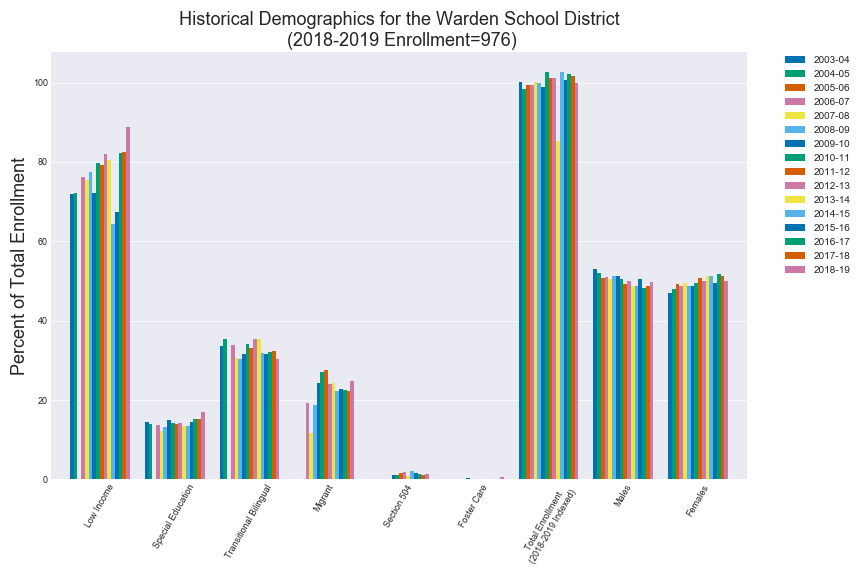 Historical Demographics for the Warden School District
(2018-2019 Enrollment=976)
Percent of Total Enrollment
100
80
60
40
20
0
Low Income
Special Education
Transitional Bilingual
Migrant
Section 504
Foster Care
Total Enrollment
(2018-2019 Indexed)
Males
Females
2003-04
2004-05
2005-06
2006-07
2007-08
2008-09
2009-10
2010-11
2011-12
2012-13
2013-14
2014-15
2015-16
2016-17
2017-18
2018-19